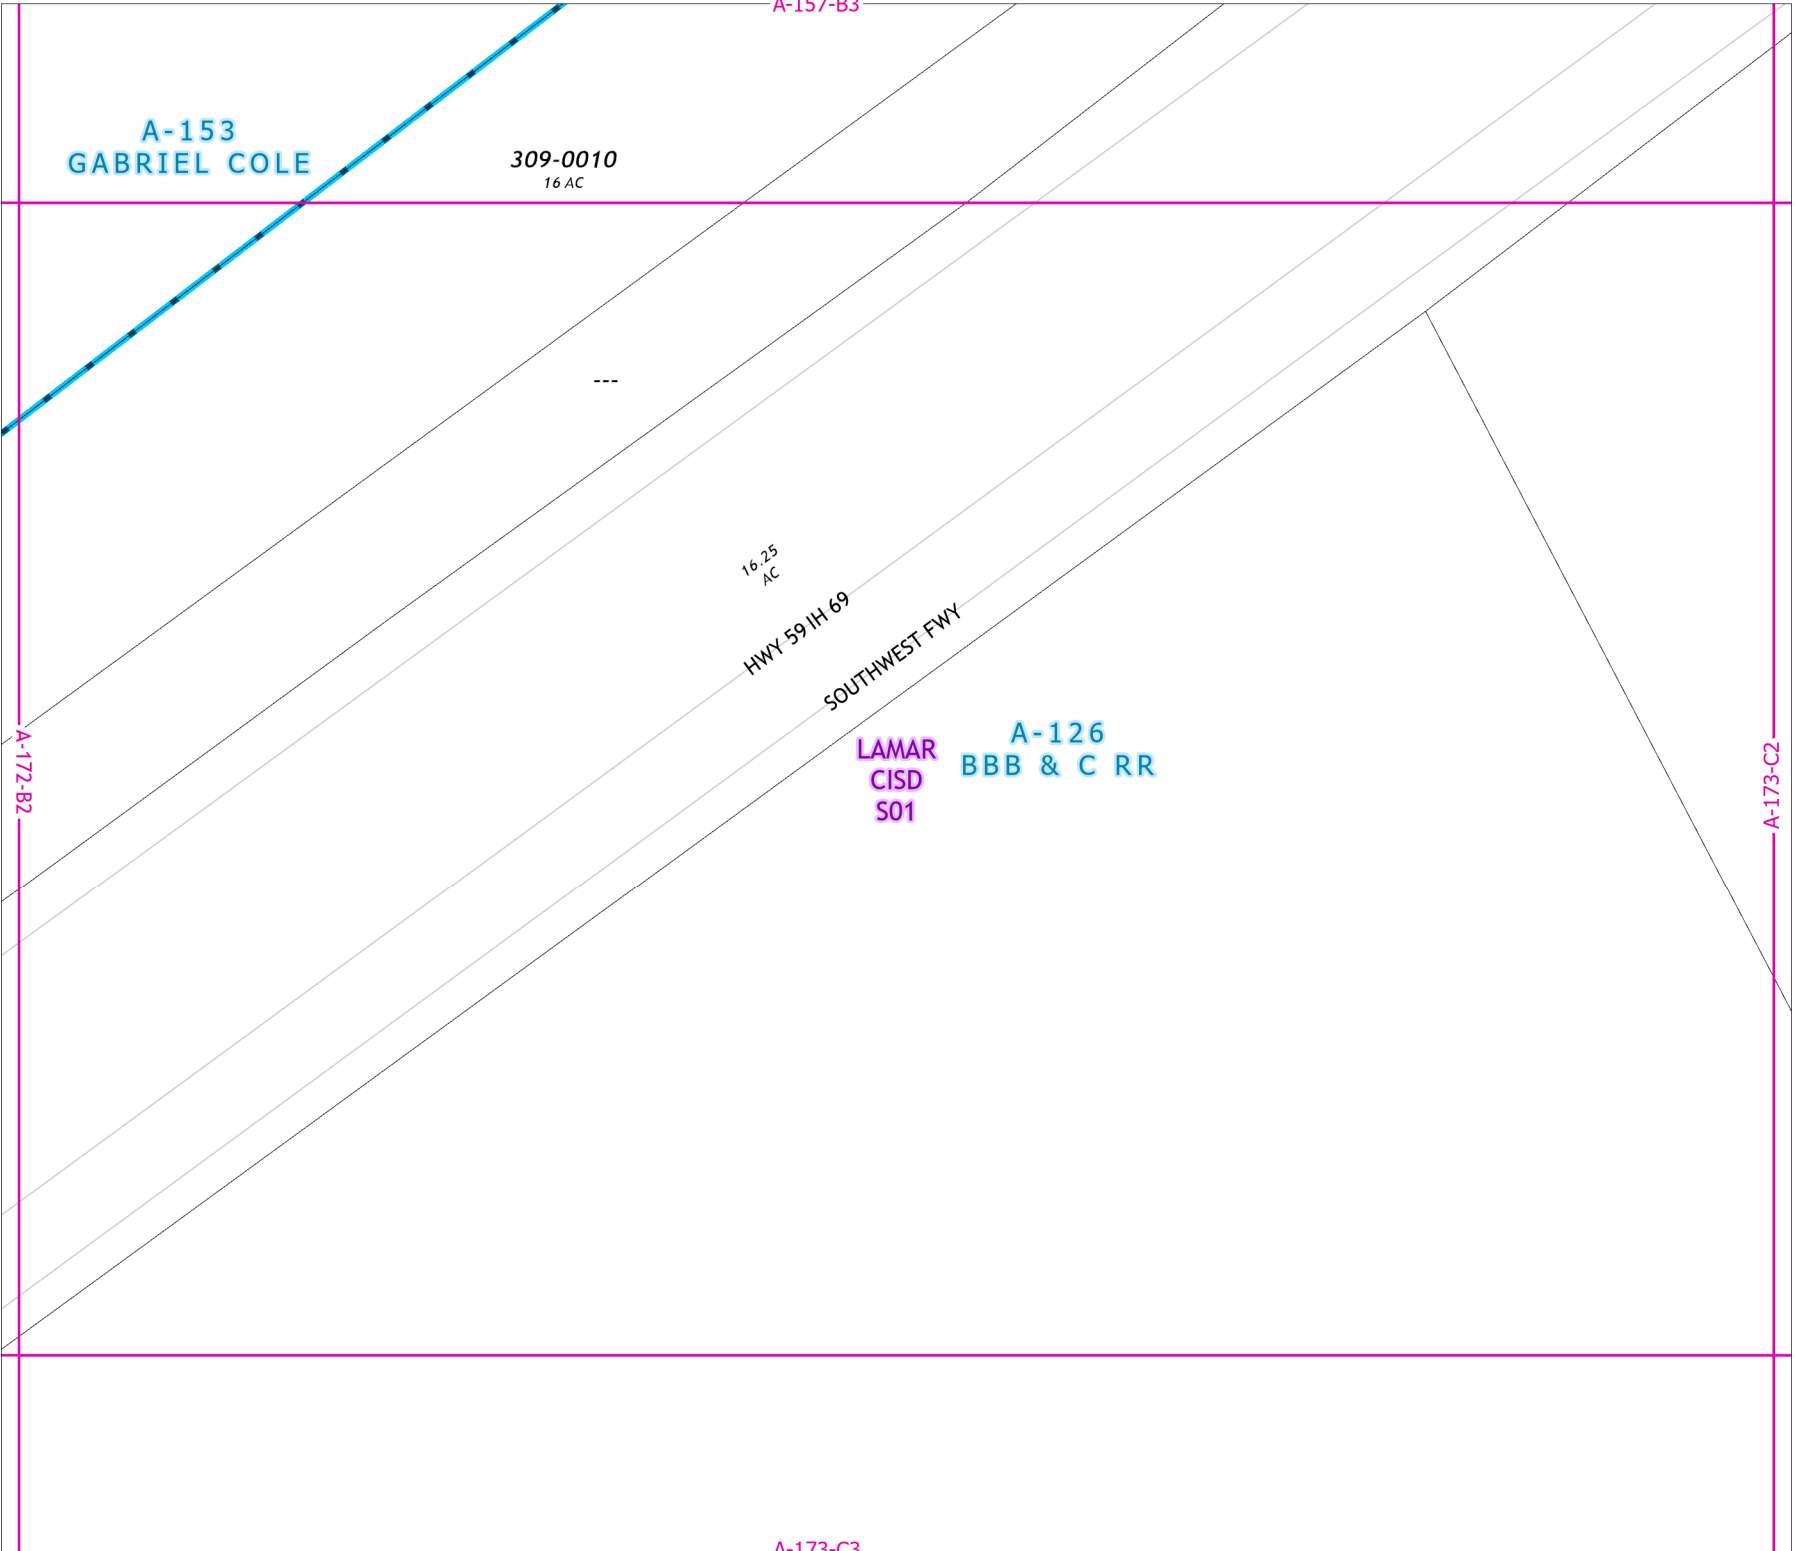 A-157-B3
A-153
GABRIEL COLE
309-0010
16 AC
---
16.25
AC
HWY 59 IH 69
SOUTHWEST FWY
LAMAR
CISD
S01
A-126
BBB & C RR
A-172-B2
A-173-C2
A-173-C3